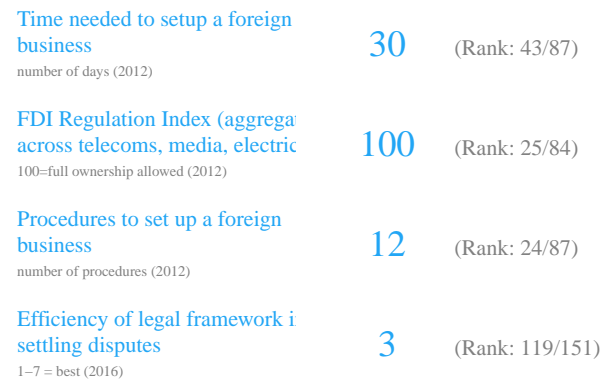 Time needed to setup a foreign
business
30 (Rank: 43/87)
number of days (2012)
FDI Regulation Index
across telecoms, media,
100 (Rank: 25/84)
100=full ownership allowed (2012)
Procedures to set up a foreign
business
12 (Rank: 24/87)
number of procedures (2012)
Efficiency of legal framework
settling disputes
3 (Rank: 119/151)
1–7 = best (2016)